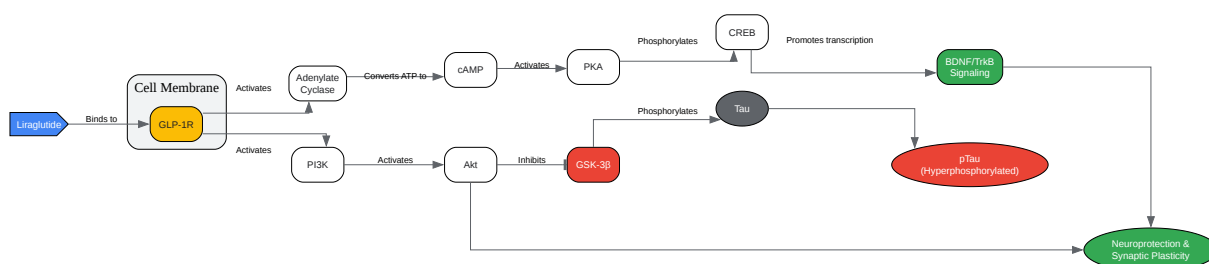 Liraglutide
Binds to
Cell Membrane
GLP-1R
Activates
Activates
Adenylate
Cyclase
Converts ATP to
cAMP
Activates
PKA
Phosphorylates
CREB
Promotes transcription
BDNF/TrkB
Signaling
PI3K
Activates
Akt
Inhibits
GSK-3β
Phosphorylates
Tau
pTau
(Hyperphosphorylated)
Neuroprotection &
Synaptic Plasticity